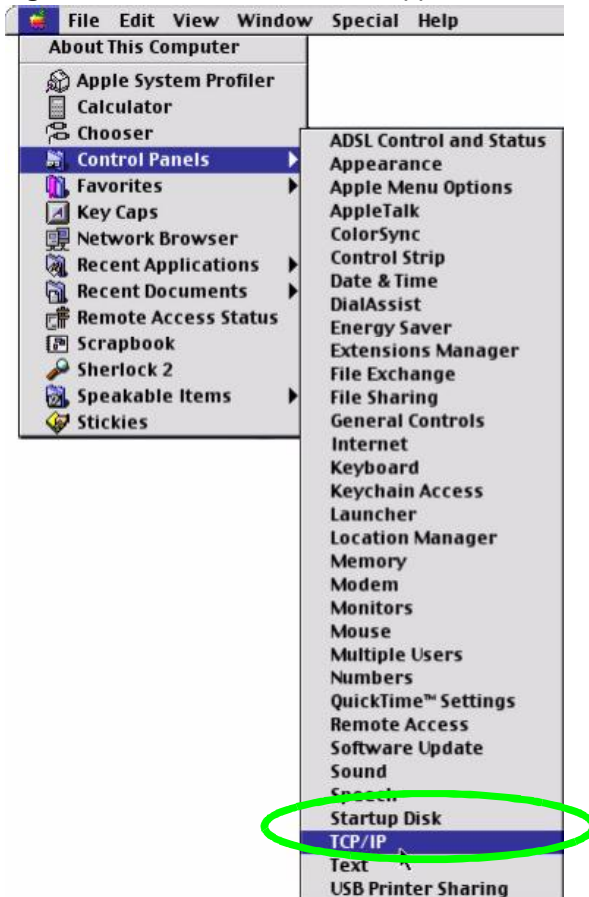 File Edit View Window Special Help
About This Computer
Apple System Profiler
Calculator
Chooser
Control Panels
Favorites
Key Caps
Network Browser
Recent Applications
Recent Documents
Remote Access Status
Scrapbook
Sherlock 2
Speakable Items
Stickies
ADSL Control and Status
Appearance
Apple Menu Options
AppleTalk
ColorSync
Control Strip
Date & Time
DialAssist
Energy Saver
Extensions Manager
File Exchange
File Sharing
General Controls
Internet
Keyboard
Keychain Access
Launcher
Location Manager
Memory
Modem
Monitors
Mouse
Multiple Users
Numbers
QuickTime™ Settings
Remote Access
Software Update
Sound
Speech
Startup Disk
TCP/IP
Text
USB Printer Sharing